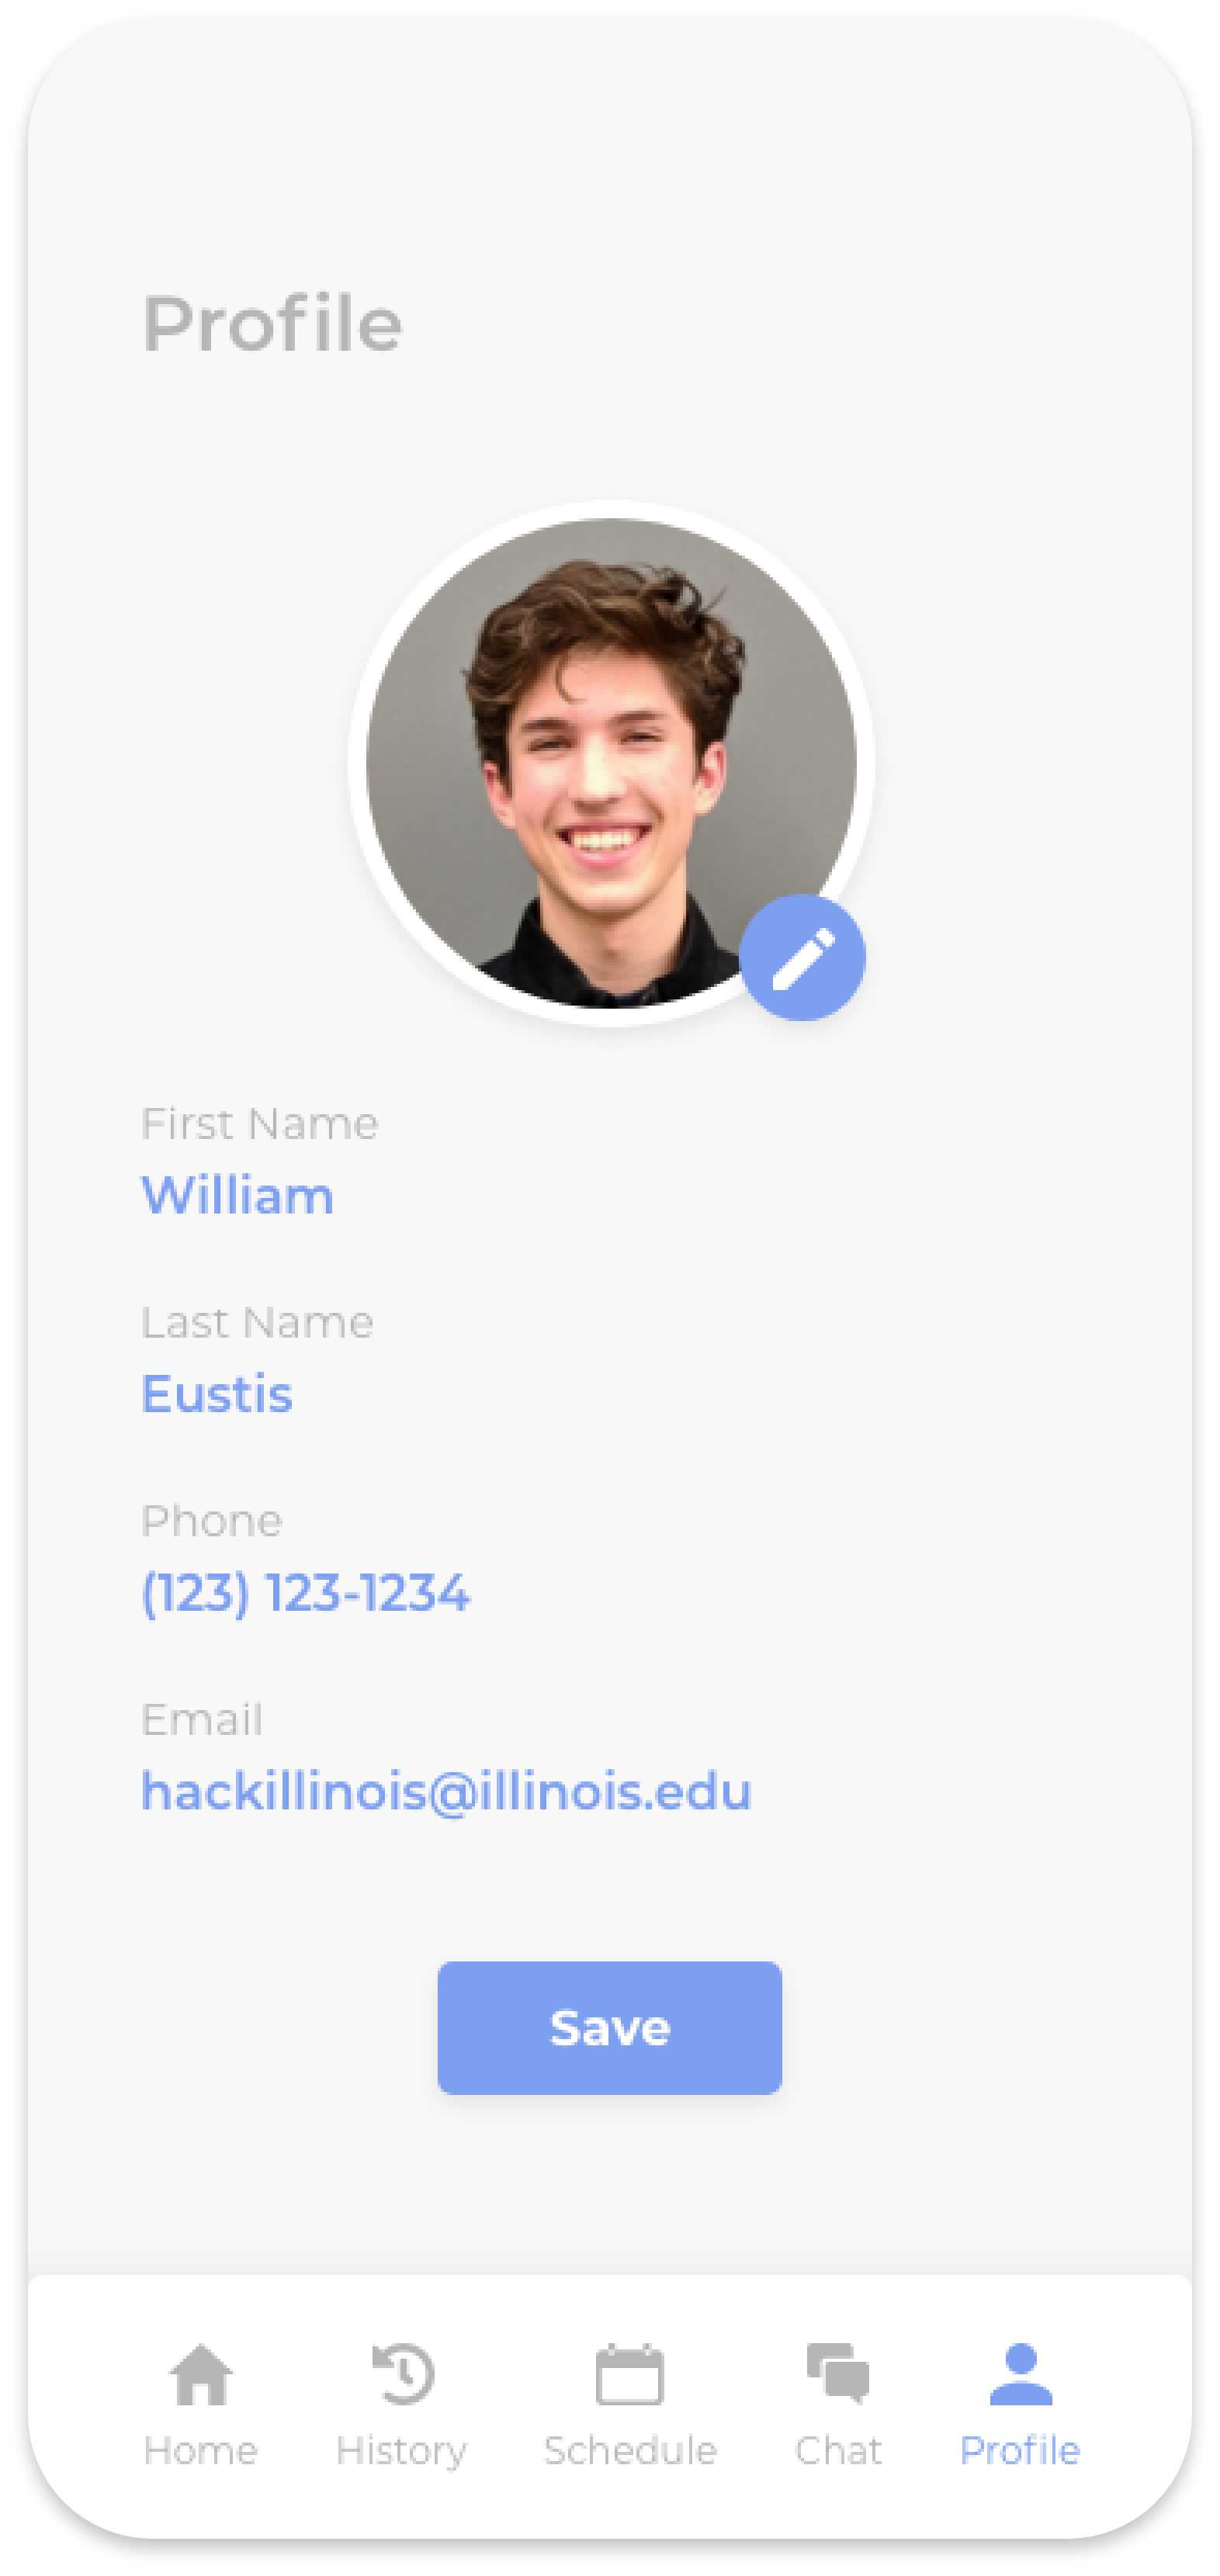 Profile
First Name
William
Last Name
Eustis
Phone
(123) 123-1234
Email
hackillinois@illinois.edu
Save
Home History Schedule Chat Profile